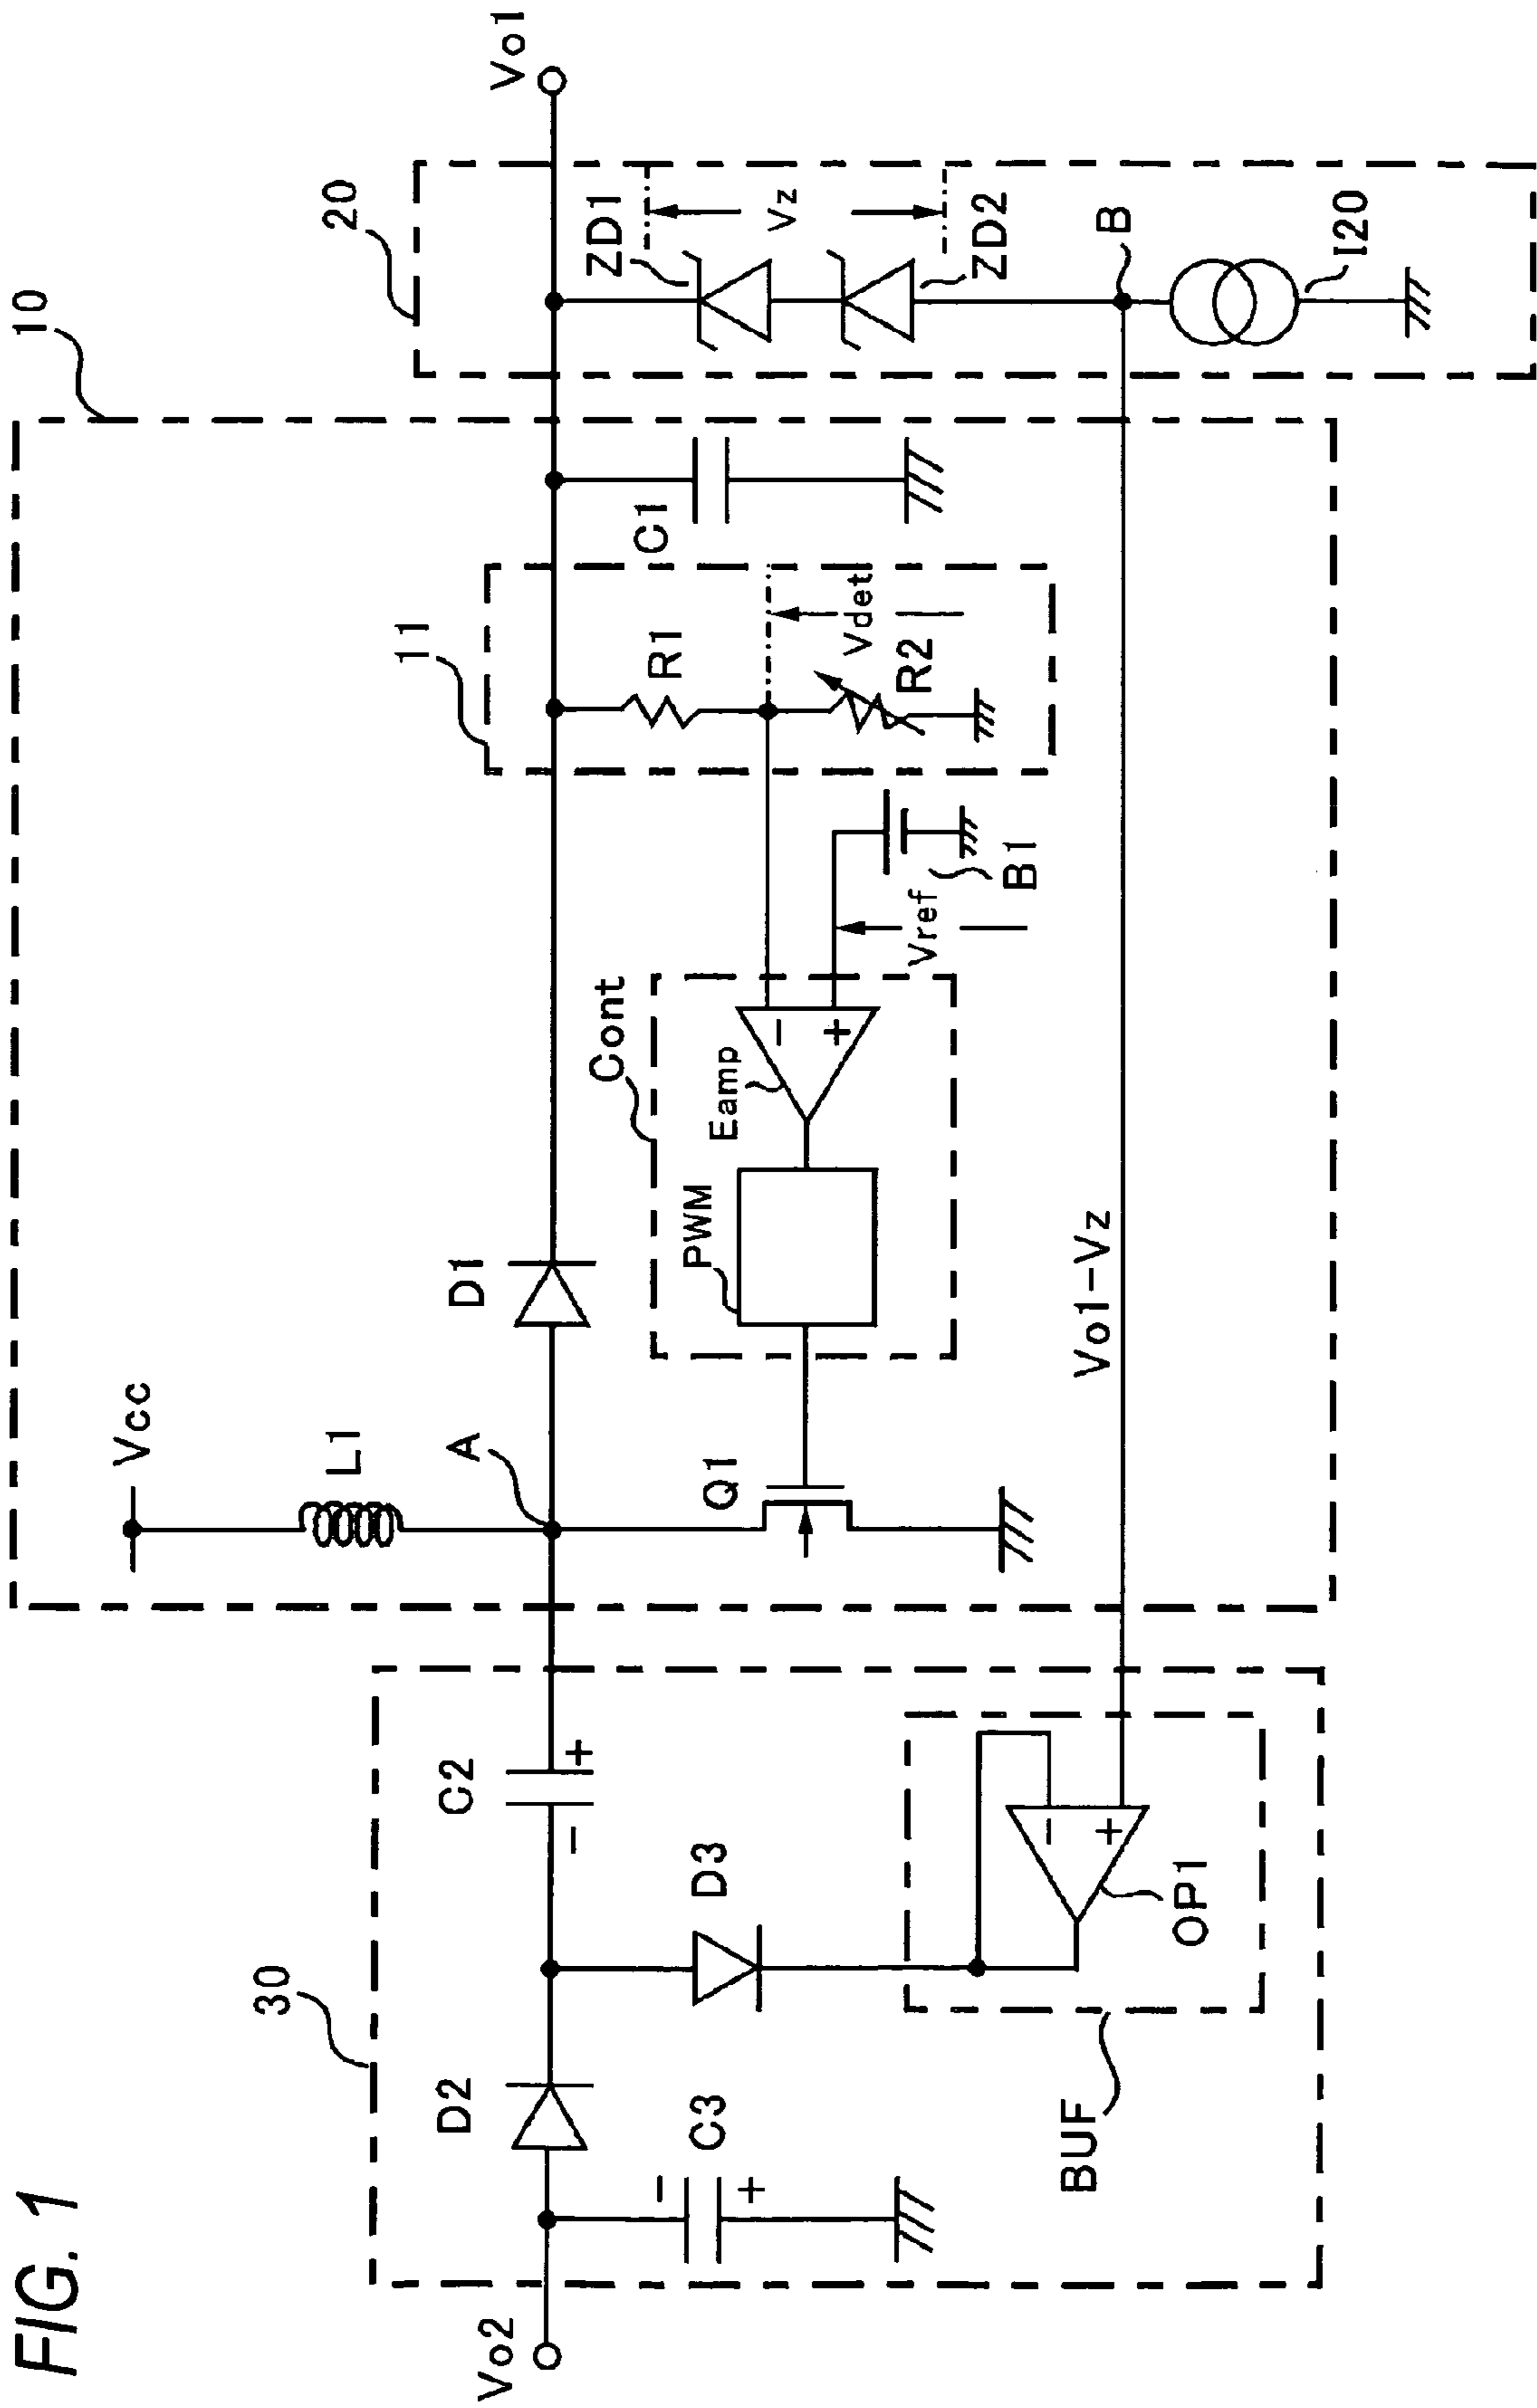 FIG. 1
10
20
30
11
Vcc
L1
A
D1
Vo1
C2
+
-
D2
Vo2
C3
-
+
D3
BUF
OP1
-
+
Q1
PWM
Eamp
-
+
Cont
Vref
B1
R1
Vdet
R2
C1
ZD1
Vz
ZD2
B
I20
Vo1-Vz